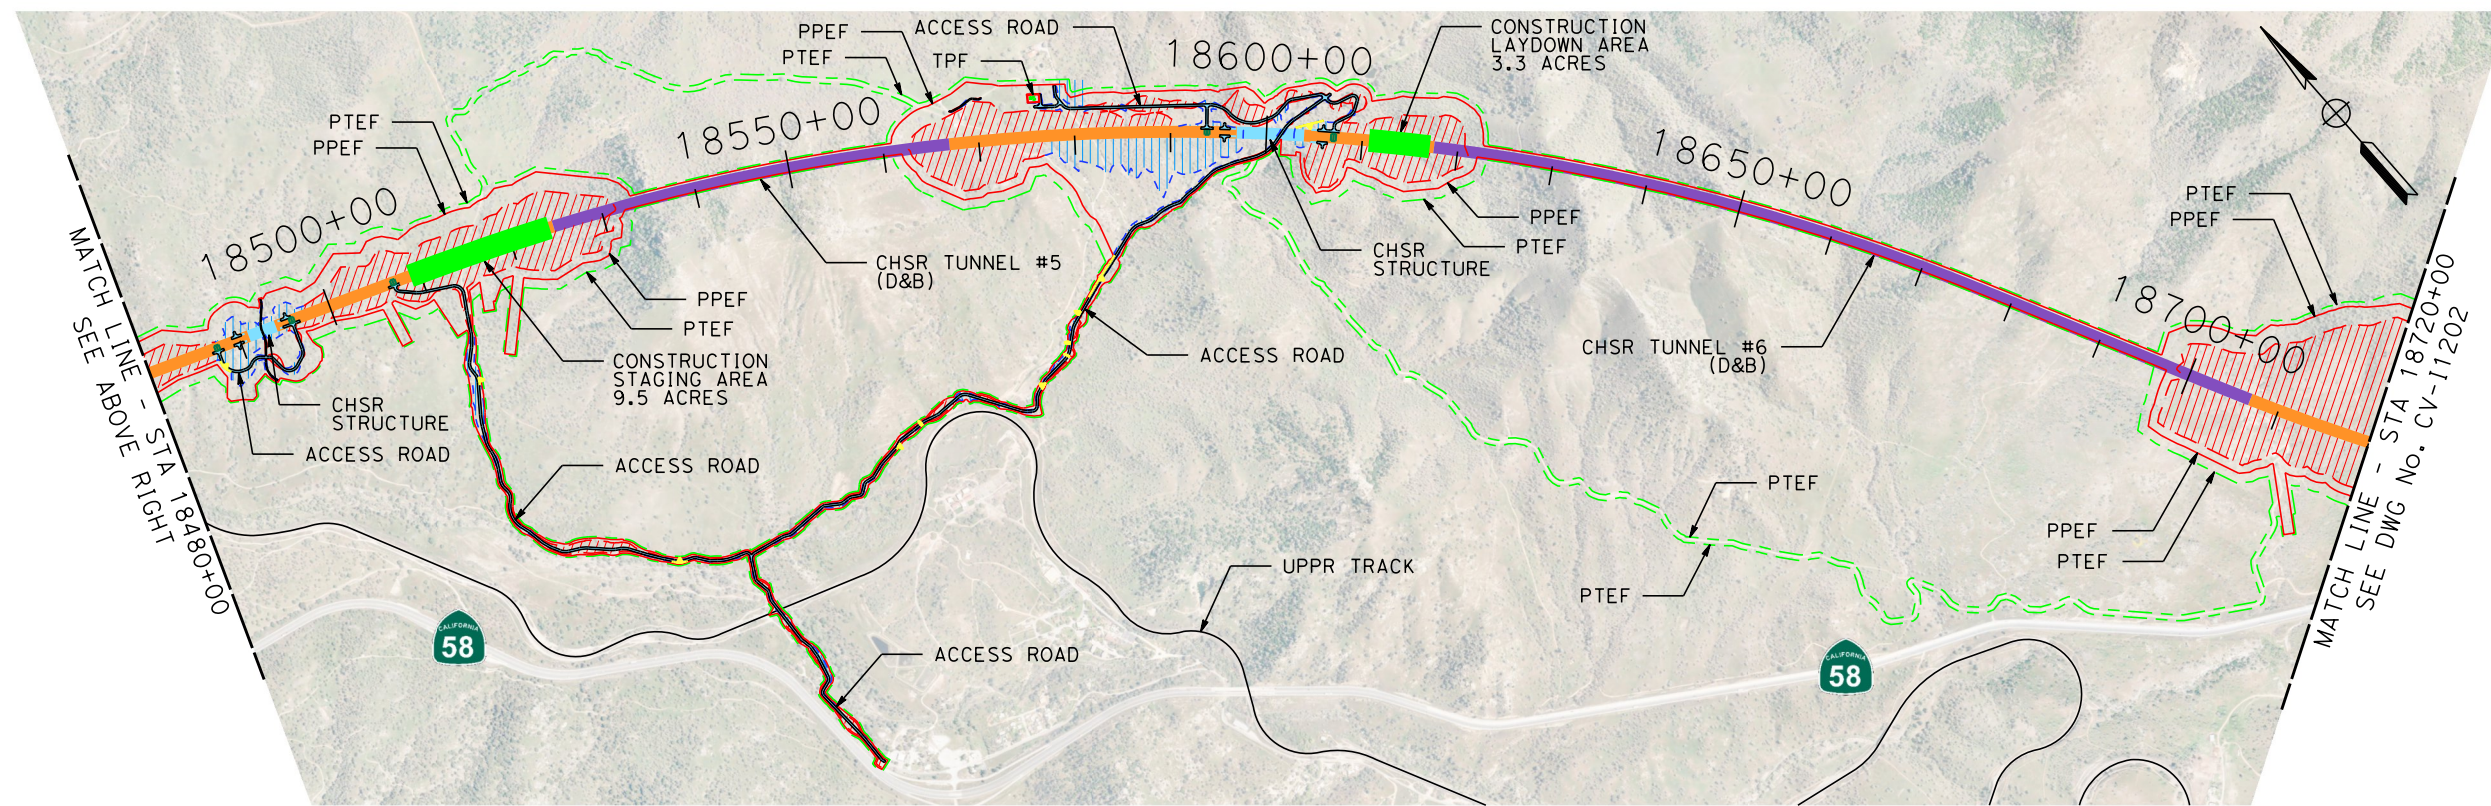 PPEF
ACCESS ROAD
PTEF
TPF
18600+00
CONSTRUCTION
LAYDOWN AREA
3.3 ACRES
PTEF
PPEF
18550+00
18500+00
18650+00
PTEF
PPEF
PPEF
PTEF
CHSR
STRUCTURE
CHSR TUNNEL #5
(D&B)
PPEF
PTEF
18700+00
CHSR TUNNEL #6
(D&B)
ACCESS ROAD
CONSTRUCTION
STAGING AREA
9.5 ACRES
CHSR
STRUCTURE
ACCESS ROAD
ACCESS ROAD
PTEF
PPEF
PTEF
PTEF
UPPR TRACK
ACCESS ROAD
CALIFORNIA
58
CALIFORNIA
58
MATCH LINE - STA 18480+00
SEE ABOVE RIGHT
MATCH LINE - STA 18720+00
SEE DWG No. CV-I1202